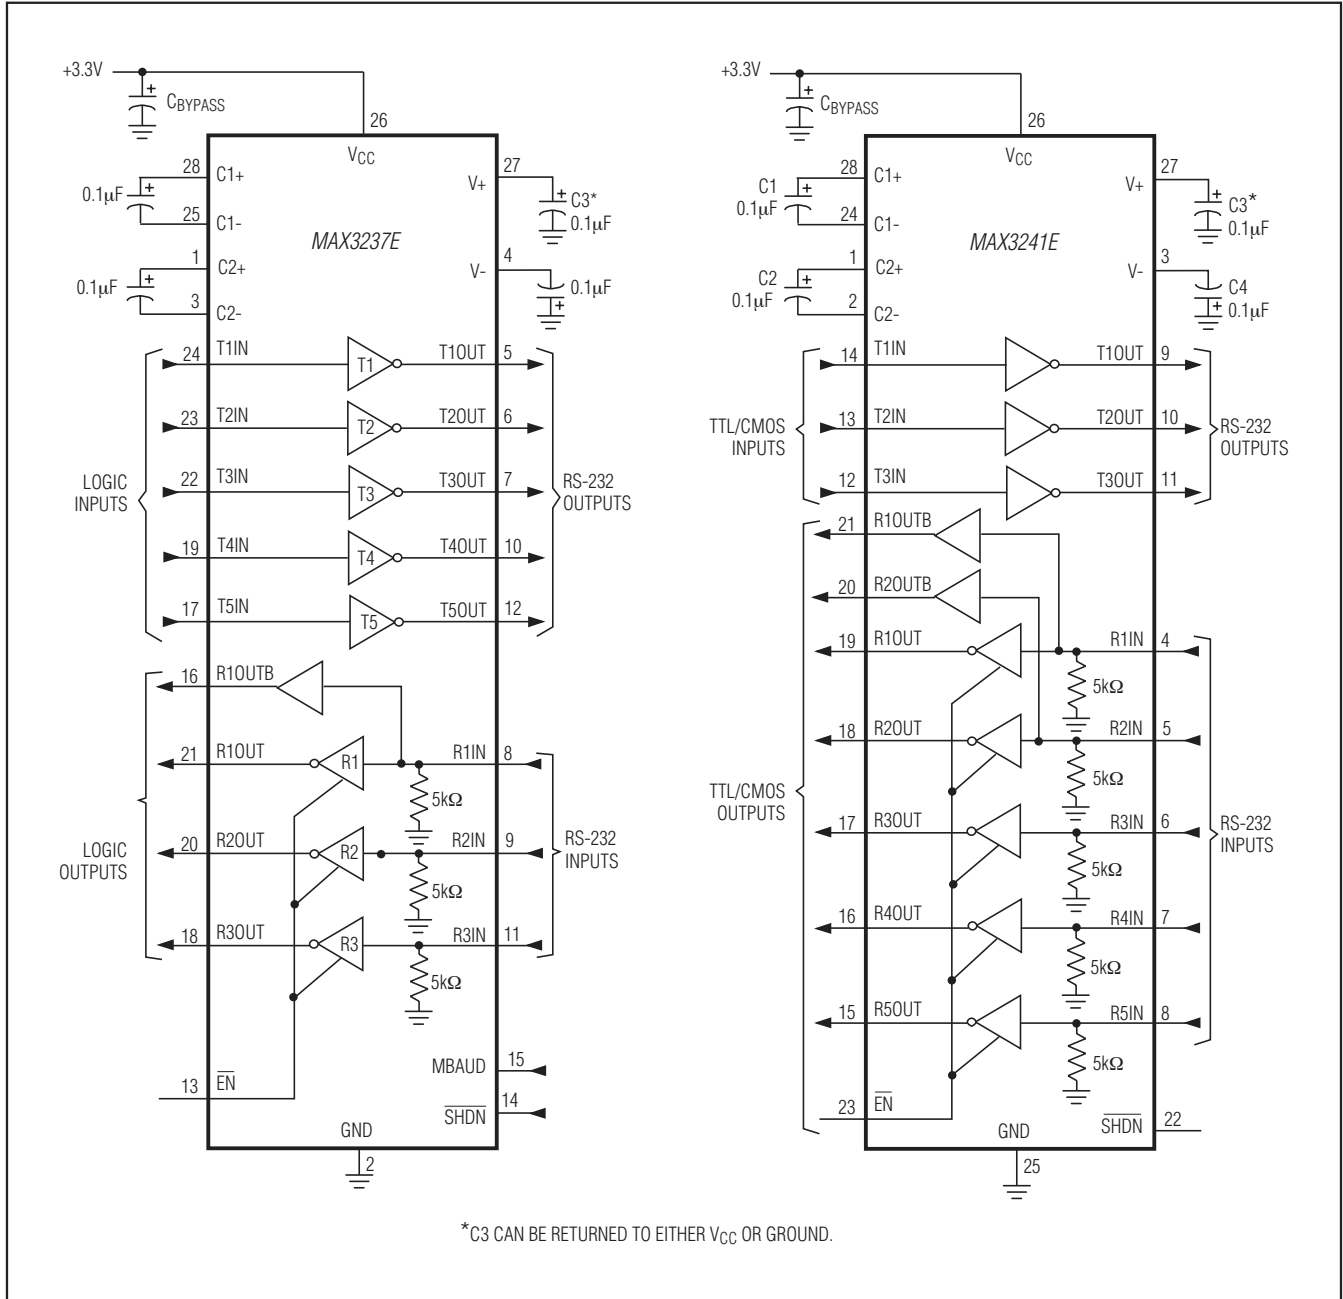 +3.3V
CBYPASS
26
VCC
28
C1+
0.1µF
25
C1-
1
C2+
0.1µF
3
C2-
27
V+
C3*
0.1µF
4
V-
0.1µF
MAX3237E
24
T1IN
T1
T1OUT
5
23
T2IN
T2
T2OUT
6
22
T3IN
T3
T3OUT
7
19
T4IN
T4
T4OUT
10
17
T5IN
T5
T5OUT
12
LOGIC
INPUTS
RS-232
OUTPUTS
16
R1OUTB
21
R1OUT
R1
R1IN
8
5kΩ
20
R2OUT
R2
R2IN
9
5kΩ
18
R3OUT
R3
R3IN
11
5kΩ
LOGIC
OUTPUTS
RS-232
INPUTS
MBAUD
15
13
EN
SHDN
14
GND
2
+3.3V
CBYPASS
26
VCC
28
C1+
C1
0.1µF
24
C1-
1
C2+
C2
0.1µF
2
C2-
27
V+
C3*
0.1µF
3
V-
C4
0.1µF
MAX3241E
14
T1IN
T1OUT
9
13
T2IN
T2OUT
10
12
T3IN
T3OUT
11
TTL/CMOS
INPUTS
RS-232
OUTPUTS
21
R1OUTB
20
R2OUTB
19
R1OUT
R1IN
4
5kΩ
18
R2OUT
R2IN
5
5kΩ
17
R3OUT
R3IN
6
5kΩ
16
R4OUT
R4IN
7
5kΩ
15
R5OUT
R5IN
8
5kΩ
TTL/CMOS
OUTPUTS
RS-232
INPUTS
23
EN
SHDN
22
GND
25
*C3 CAN BE RETURNED TO EITHER VCC OR GROUND.